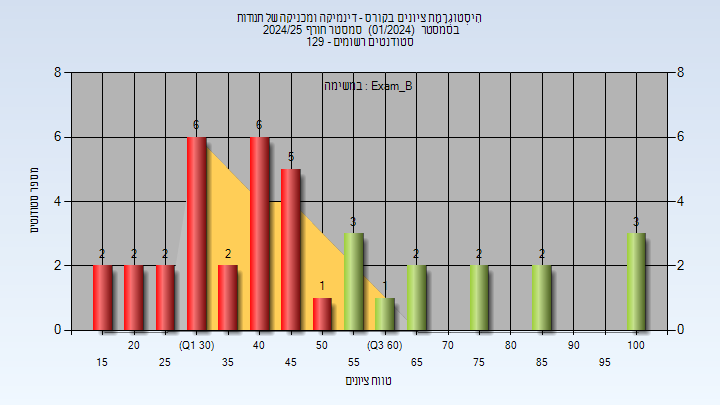 היסטוגרמת ציונים בקורס - דינמיקה ומכניקה של חנודות
בסמסטר (01/2024) סמסטר חורף 2024/25
סטודנטים רשומים - 129
במשימה : Exam_B
מספר סטודנטים
8 8
6 6
4 4
2 2
0 0
2 2 2 6 2 6 5 1 3 1 2 2 2 3
20 (Q1 30) 40 50 (Q3 60) 70 80 90 100
15 25 35 45 55 65 75 85 95
טווח ציונים